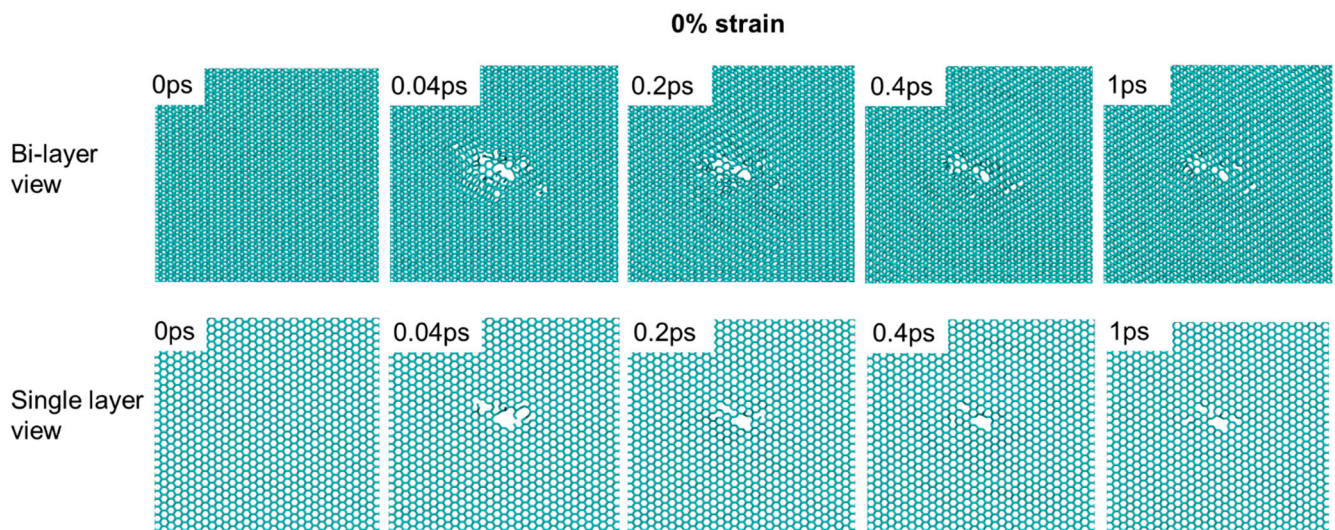 0% strain
0ps
0.04ps
0.2ps
0.4ps
1ps
Bi-layer
view
0ps
0.04ps
0.2ps
0.4ps
1ps
Single layer
view